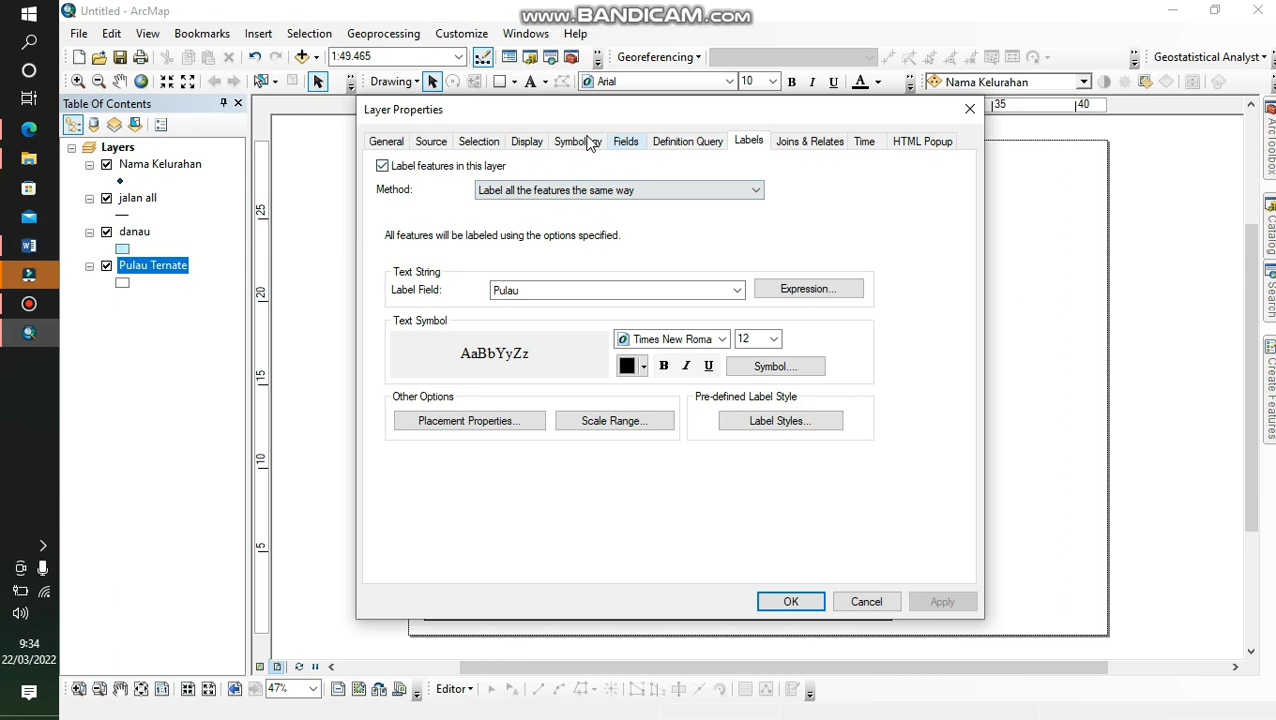 Untitled - ArcMap
www.BANDICAM.com
File Edit View Bookmarks Insert Selection Geoprocessing Customize Windows Help
1:49.465 Georeferencing Geostatistical Analyst
Drawing Arial 10 B I U A Nama Kelurahan
Table Of Contents
Layers
Nama Kelurahan
jalan all
danau
Pulau Ternate
35 40
25
20
15
10
5
Layer Properties
General Source Selection Display Symbology Fields Definition Query Labels Joins & Relates Time HTML Popup
Label features in this layer
Method: Label all the features the same way
All features will be labeled using the options specified.
Text String
Label Field: Pulau Expression...
Text Symbol
AaBbYyZz Times New Roma 12
B I U Symbol....
Other Options Pre-defined Label Style
Placement Properties... Scale Range... Label Styles...
OK Cancel Apply
ArcToolbox
Catalog
Search
Create Features
47% Editor
9:34
22/03/2022